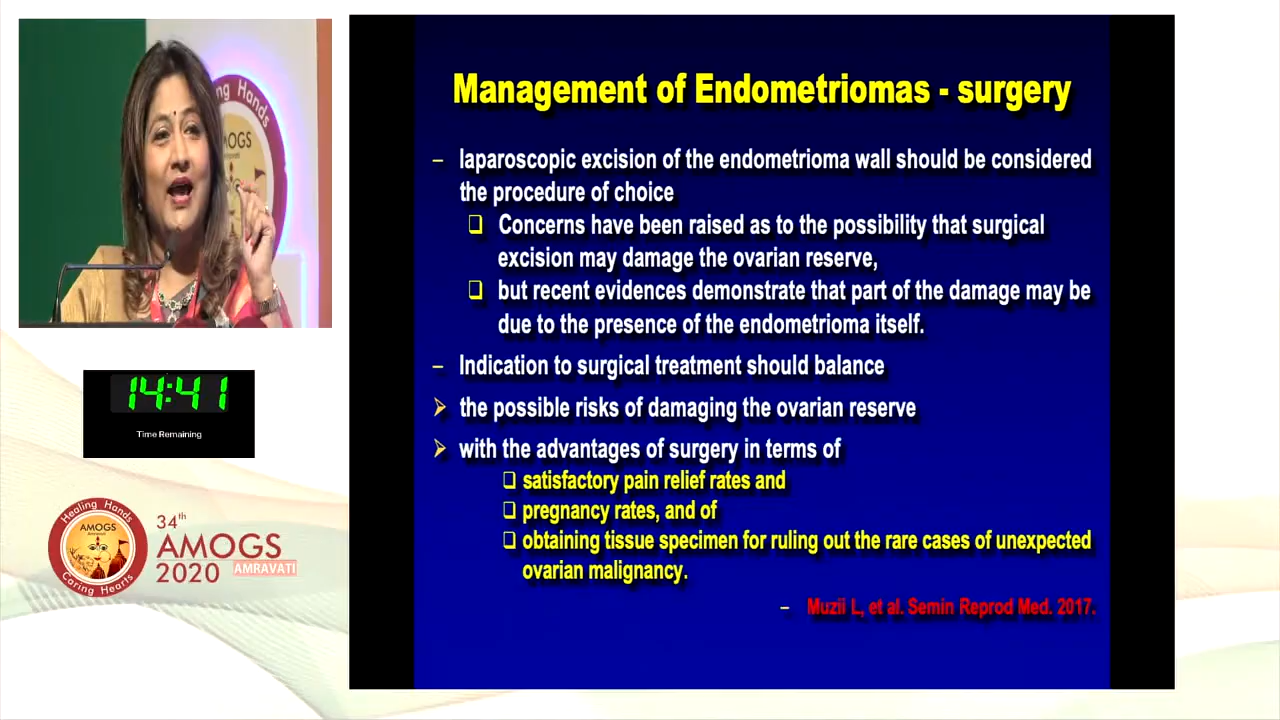 Management of Endometriomas - surgery
– laparoscopic excision of the endometrioma wall should be considered
the procedure of choice
❑ Concerns have been raised as to the possibility that surgical
excision may damage the ovarian reserve,
❑ but recent evidences demonstrate that part of the damage may be
due to the presence of the endometrioma itself.
– Indication to surgical treatment should balance
➢ the possible risks of damaging the ovarian reserve
➢ with the advantages of surgery in terms of
❑ satisfactory pain relief rates and
❑ pregnancy rates, and of
❑ obtaining tissue specimen for ruling out the rare cases of unexpected
ovarian malignancy.
– Muzii L, et al. Semin Reprod Med. 2017.
ng Hands
MOGS
14:41
Time Remaining
Healing Hands
AMOGS
Caring Hearts
34th
AMOGS
2020 AMRAVATI